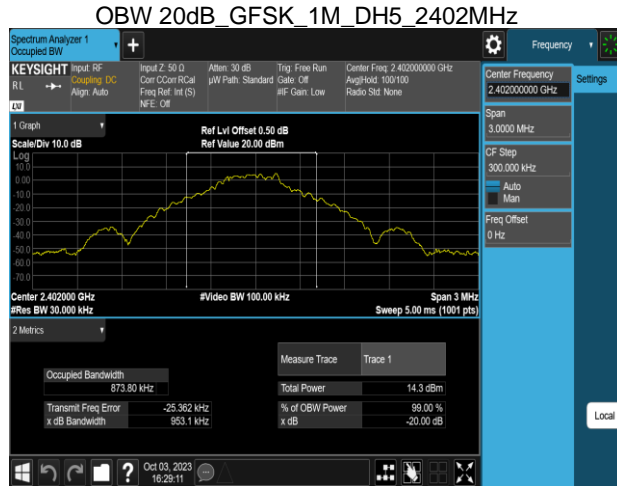 OBW 20dB_GFSK_1M_DH5_2402MHz
Spectrum Analyzer 1
Occupied BW
+
Frequency
KEYSIGHT
RL
LXI
Input: RF
Coupling: DC
Align: Auto
Input Z: 50 Ω
Corr CCorr RCal
Freq Ref: Int (S)
NFE: Off
Atten: 30 dB
µW Path: Standard
Trig: Free Run
Gate: Off
#IF Gain: Low
Center Freq: 2.402000000 GHz
Avg|Hold: 100/100
Radio Std: None
Center Frequency
2.402000000 GHz
Settings
Span
3.0000 MHz
CF Step
300.000 kHz
Auto
Man
Freq Offset
0 Hz
Local
1 Graph
Scale/Div 10.0 dB
Ref Lvl Offset 0.50 dB
Ref Value 20.00 dBm
Log
10.0
0.00
-10.0
-20.0
-30.0
-40.0
-50.0
-60.0
-70.0
Center 2.402000 GHz
#Res BW 30.000 kHz
#Video BW 100.00 kHz
Span 3 MHz
Sweep 5.00 ms (1001 pts)
2 Metrics
Measure Trace Trace 1
Occupied Bandwidth
873.80 kHz
Total Power 14.3 dBm
Transmit Freq Error -25.362 kHz
% of OBW Power 99.00 %
x dB Bandwidth 953.1 kHz
x dB -20.00 dB
?
Oct 03, 2023
16:29:11